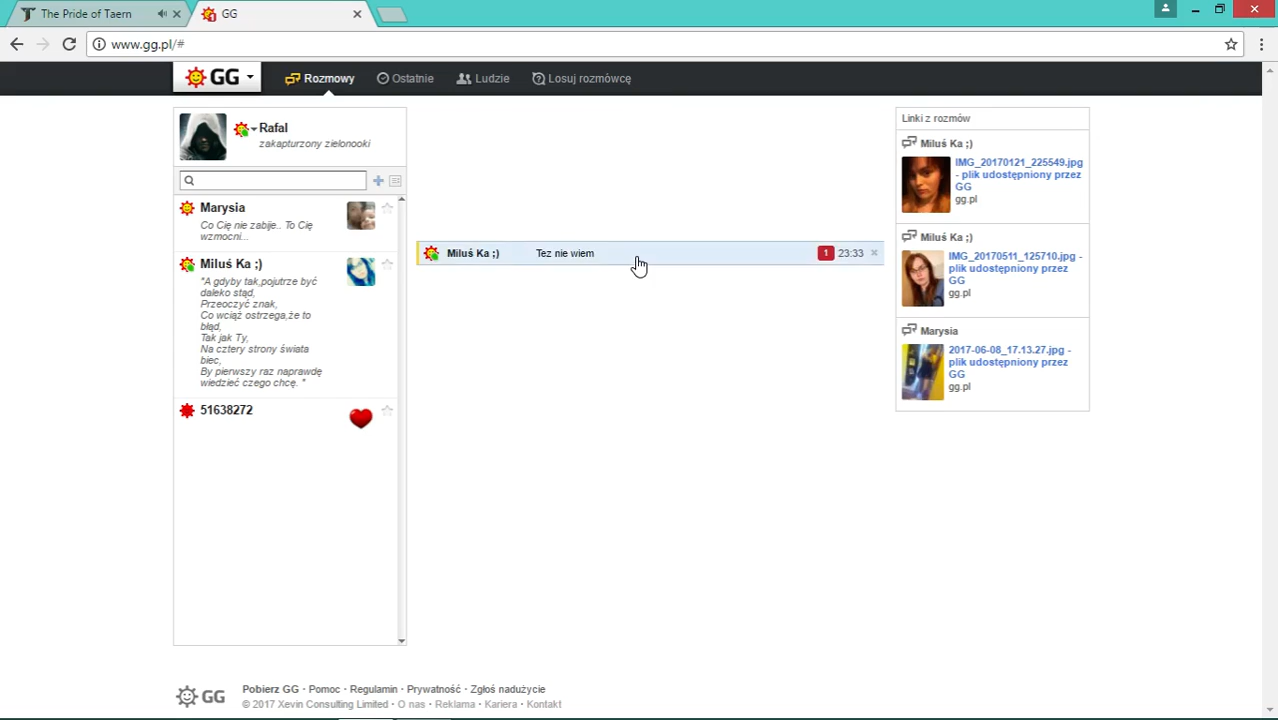 The Pride of Taern
GG
www.gg.pl/#
GG
Rozmowy
Ostatnie
Ludzie
Losuj rozmówcę
Rafal
zakapturzony zielonooki
Marysia
Co Cię nie zabije.. To Cię
wzmocni...
Miluś Ka ;)
"A gdyby tak,pojutrze być
daleko stąd,
Przeoczyć znak,
Co wciąż ostrzega,że to
błąd,
Tak jak Ty,
Na cztery strony świata
biec,
By pierwszy raz naprawdę
wiedzieć czego chcę. "
51638272
Miluś Ka ;) Tez nie wiem 1 23:33
Linki z rozmów
Miluś Ka ;)
IMG_20170121_225549.jpg
- plik udostępniony przez
GG
gg.pl
Miluś Ka ;)
IMG_20170511_125710.jpg -
plik udostępniony przez
GG
gg.pl
Marysia
2017-06-08_17.13.27.jpg -
plik udostępniony przez
GG
gg.pl
GG
Pobierz GG · Pomoc · Regulamin · Prywatność · Zgłoś nadużycie
© 2017 Xevin Consulting Limited · O nas · Reklama · Kariera · Kontakt